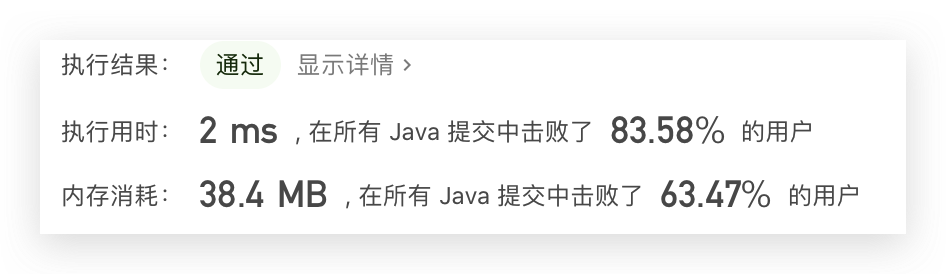 执行结果： 通过 显示详情 >
执行用时： 2 ms , 在所有 Java 提交中击败了 83.58% 的用户
内存消耗： 38.4 MB , 在所有 Java 提交中击败了 63.47% 的用户